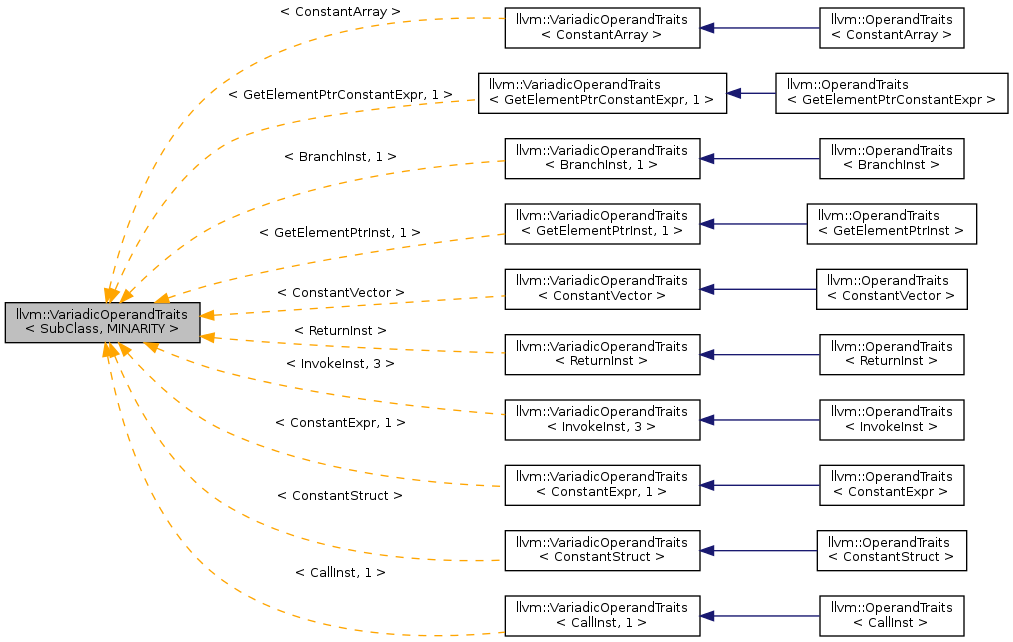 < ConstantArray >
llvm::VariadicOperandTraits
< ConstantArray >
llvm::OperandTraits
< ConstantArray >
< GetElementPtrConstantExpr, 1 >
llvm::VariadicOperandTraits
< GetElementPtrConstantExpr, 1 >
llvm::OperandTraits
< GetElementPtrConstantExpr >
< BranchInst, 1 >
llvm::VariadicOperandTraits
< BranchInst, 1 >
llvm::OperandTraits
< BranchInst >
< GetElementPtrInst, 1 >
llvm::VariadicOperandTraits
< GetElementPtrInst, 1 >
llvm::OperandTraits
< GetElementPtrInst >
< ConstantVector >
llvm::VariadicOperandTraits
< ConstantVector >
llvm::OperandTraits
< ConstantVector >
llvm::VariadicOperandTraits
< SubClass, MINARITY >
< ReturnInst >
llvm::VariadicOperandTraits
< ReturnInst >
llvm::OperandTraits
< ReturnInst >
< InvokeInst, 3 >
llvm::VariadicOperandTraits
< InvokeInst, 3 >
llvm::OperandTraits
< InvokeInst >
< ConstantExpr, 1 >
llvm::VariadicOperandTraits
< ConstantExpr, 1 >
llvm::OperandTraits
< ConstantExpr >
< ConstantStruct >
llvm::VariadicOperandTraits
< ConstantStruct >
llvm::OperandTraits
< ConstantStruct >
< CallInst, 1 >
llvm::VariadicOperandTraits
< CallInst, 1 >
llvm::OperandTraits
< CallInst >